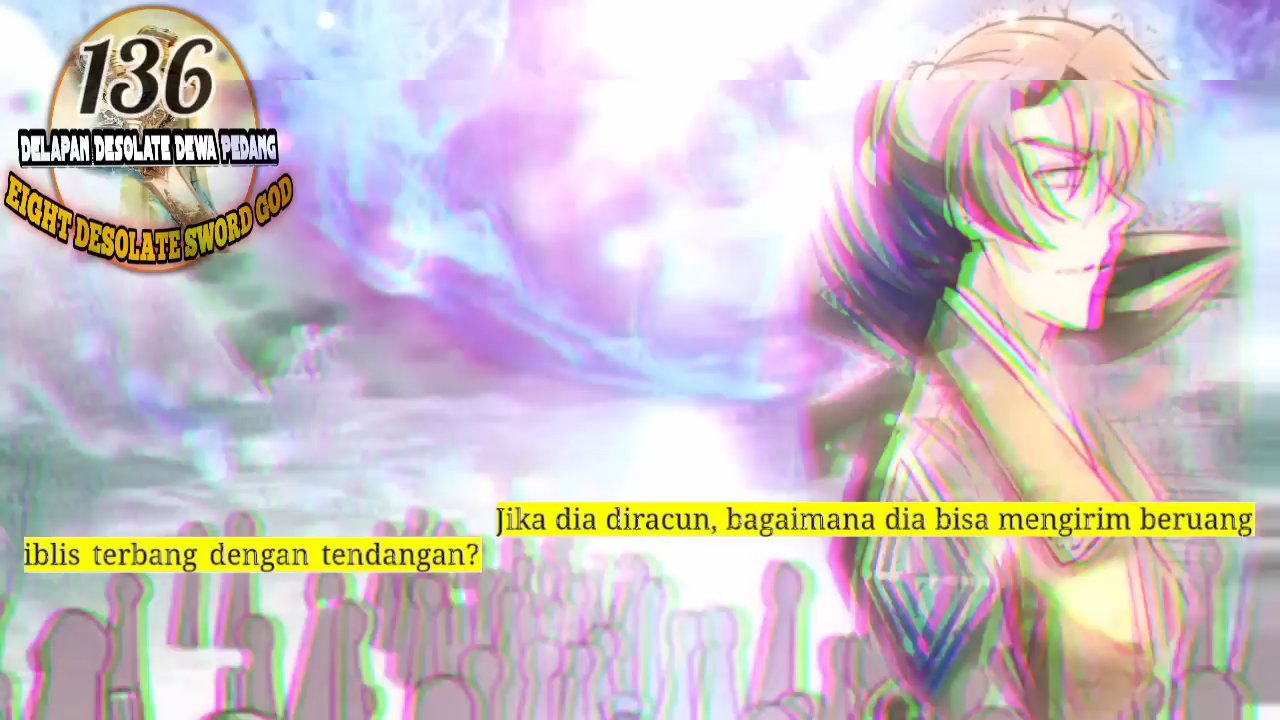 136
DELAPAN DESOLATE DEWA PEDANG
EIGHT DESOLATE SWORD GOD
Jika dia diracun, bagaimana dia bisa mengirim beruang
iblis terbang dengan tendangan?